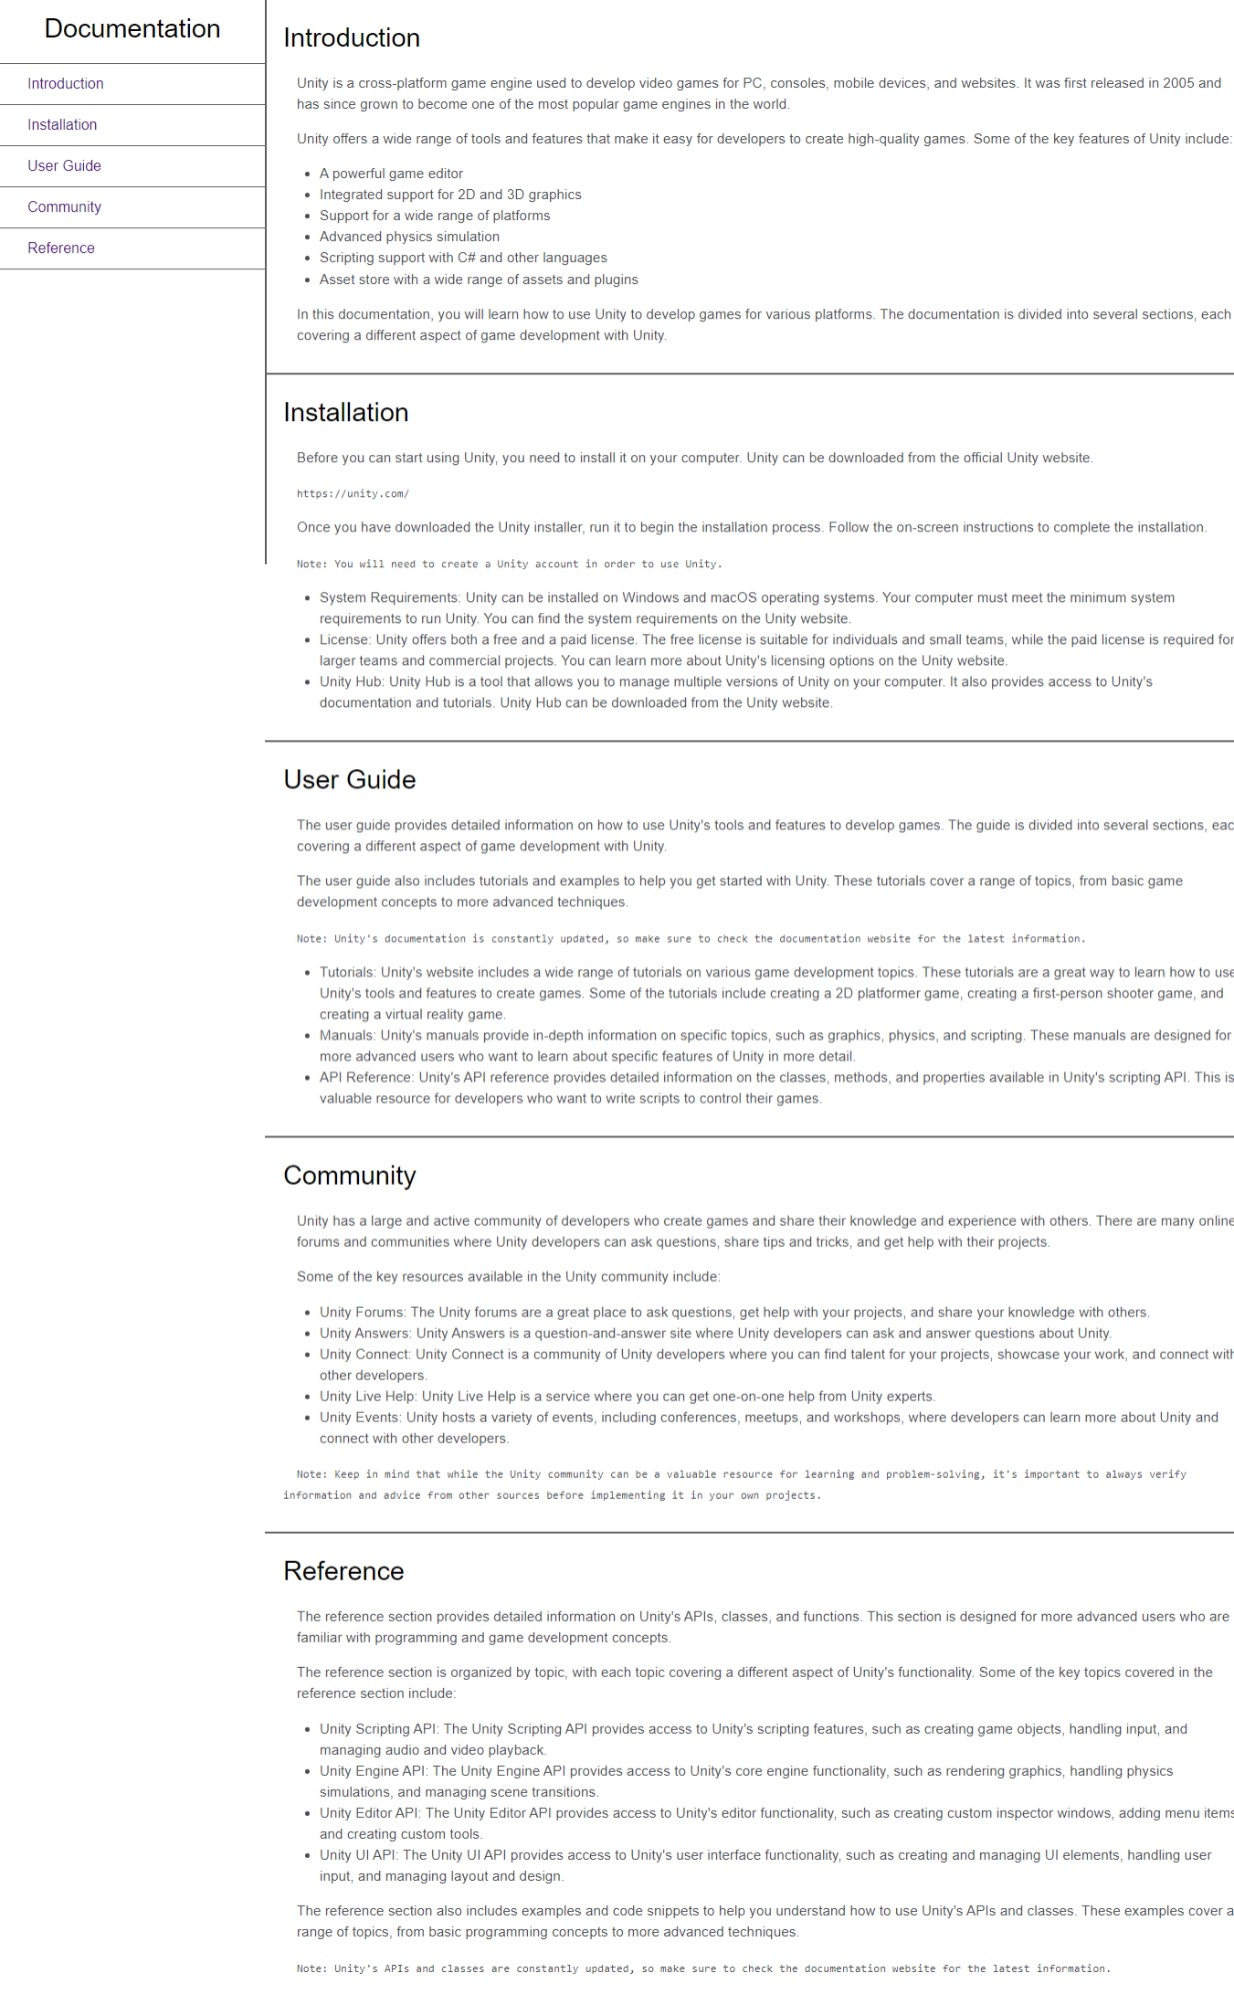 Documentation
Introduction
Installation
User Guide
Community
Reference
Introduction
Unity is a cross-platform game engine used to develop video games for PC, consoles, mobile devices, and websites. It was first released in 2005 and
has since grown to become one of the most popular game engines in the world.
Unity offers a wide range of tools and features that make it easy for developers to create high-quality games. Some of the key features of Unity include:
• A powerful game editor
• Integrated support for 2D and 3D graphics
• Support for a wide range of platforms
• Advanced physics simulation
• Scripting support with C# and other languages
• Asset store with a wide range of assets and plugins
In this documentation, you will learn how to use Unity to develop games for various platforms. The documentation is divided into several sections, each
covering a different aspect of game development with Unity.
Installation
Before you can start using Unity, you need to install it on your computer. Unity can be downloaded from the official Unity website.
https://unity.com/
Once you have downloaded the Unity installer, run it to begin the installation process. Follow the on-screen instructions to complete the installation.
Note: You will need to create a Unity account in order to use Unity.
• System Requirements: Unity can be installed on Windows and macOS operating systems. Your computer must meet the minimum system
requirements to run Unity. You can find the system requirements on the Unity website.
• License: Unity offers both a free and a paid license. The free license is suitable for individuals and small teams, while the paid license is required for
larger teams and commercial projects. You can learn more about Unity's licensing options on the Unity website.
• Unity Hub: Unity Hub is a tool that allows you to manage multiple versions of Unity on your computer. It also provides access to Unity's
documentation and tutorials. Unity Hub can be downloaded from the Unity website.
User Guide
The user guide provides detailed information on how to use Unity's tools and features to develop games. The guide is divided into several sections, eac
covering a different aspect of game development with Unity.
The user guide also includes tutorials and examples to help you get started with Unity. These tutorials cover a range of topics, from basic game
development concepts to more advanced techniques.
Note: Unity's documentation is constantly updated, so make sure to check the documentation website for the latest information.
• Tutorials: Unity's website includes a wide range of tutorials on various game development topics. These tutorials are a great way to learn how to use
Unity's tools and features to create games. Some of the tutorials include creating a 2D platformer game, creating a first-person shooter game, and
creating a virtual reality game.
• Manuals: Unity's manuals provide in-depth information on specific topics, such as graphics, physics, and scripting. These manuals are designed for
more advanced users who want to learn about specific features of Unity in more detail.
• API Reference: Unity's API reference provides detailed information on the classes, methods, and properties available in Unity's scripting API. This is
valuable resource for developers who want to write scripts to control their games.
Community
Unity has a large and active community of developers who create games and share their knowledge and experience with others. There are many online
forums and communities where Unity developers can ask questions, share tips and tricks, and get help with their projects.
Some of the key resources available in the Unity community include:
• Unity Forums: The Unity forums are a great place to ask questions, get help with your projects, and share your knowledge with others.
• Unity Answers: Unity Answers is a question-and-answer site where Unity developers can ask and answer questions about Unity.
• Unity Connect: Unity Connect is a community of Unity developers where you can find talent for your projects, showcase your work, and connect with
other developers.
• Unity Live Help: Unity Live Help is a service where you can get one-on-one help from Unity experts.
• Unity Events: Unity hosts a variety of events, including conferences, meetups, and workshops, where developers can learn more about Unity and
connect with other developers.
Note: Keep in mind that while the Unity community can be a valuable resource for learning and problem-solving, it's important to always verify
information and advice from other sources before implementing it in your own projects.
Reference
The reference section provides detailed information on Unity's APIs, classes, and functions. This section is designed for more advanced users who are
familiar with programming and game development concepts.
The reference section is organized by topic, with each topic covering a different aspect of Unity's functionality. Some of the key topics covered in the
reference section include:
• Unity Scripting API: The Unity Scripting API provides access to Unity's scripting features, such as creating game objects, handling input, and
managing audio and video playback.
• Unity Engine API: The Unity Engine API provides access to Unity's core engine functionality, such as rendering graphics, handling physics
simulations, and managing scene transitions.
• Unity Editor API: The Unity Editor API provides access to Unity's editor functionality, such as creating custom inspector windows, adding menu items
and creating custom tools.
• Unity UI API: The Unity UI API provides access to Unity's user interface functionality, such as creating and managing UI elements, handling user
input, and managing layout and design.
The reference section also includes examples and code snippets to help you understand how to use Unity's APIs and classes. These examples cover a
range of topics, from basic programming concepts to more advanced techniques.
Note: Unity's APIs and classes are constantly updated, so make sure to check the documentation website for the latest information.